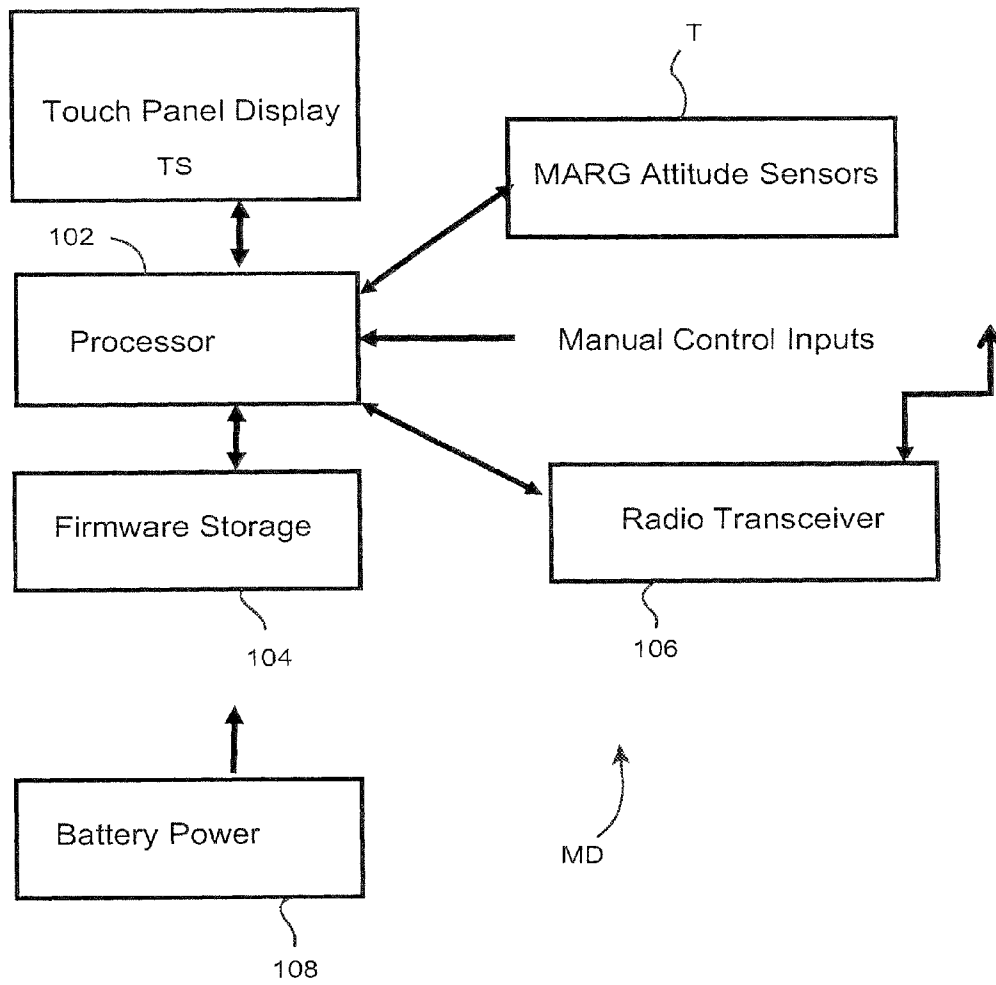 T
Touch Panel Display
TS
MARG Attitude Sensors
102
Processor
Manual Control Inputs
Firmware Storage
Radio Transceiver
104
106
Battery Power
MD
108